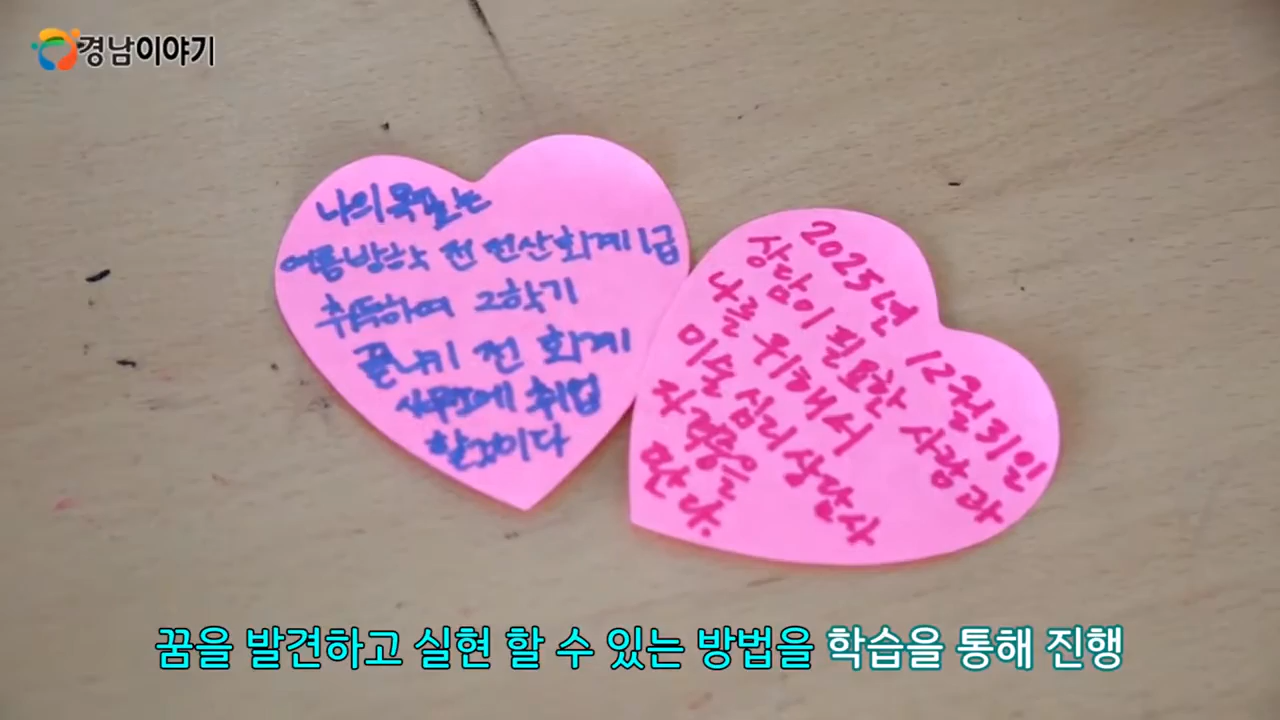 경남이야기
나의 목표는
여름방학 전 전산회계 1급
취득하여 2학기
끝나기 전 회계
사무보에 취업
할것이다
2025년 12월 31일
상담이 필요한 사람과
나를 위해서
미술심리상담사
자격증을
딴다.
꿈을 발견하고 실현 할 수 있는 방법을 학습을 통해 진행